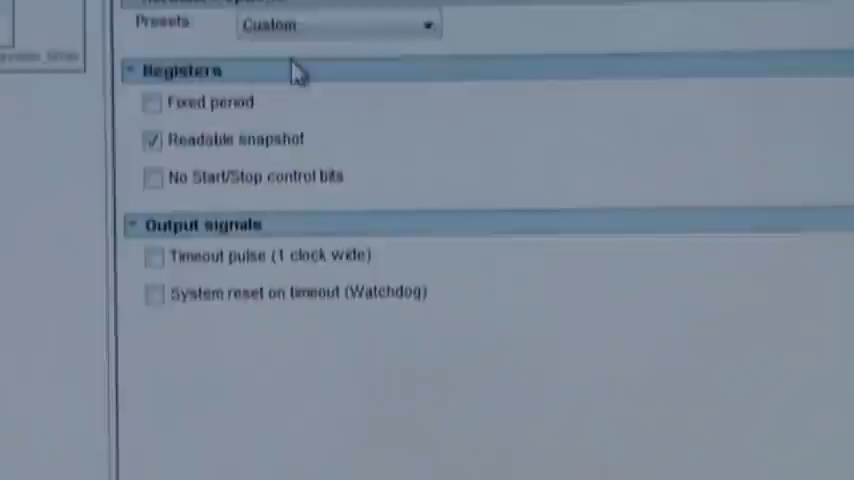 Presets:
Custom
Registers
Fixed period
Readable snapshot
No Start/Stop control bits
Output signals
Timeout pulse (1 clock wide)
System reset on timeout (Watchdog)